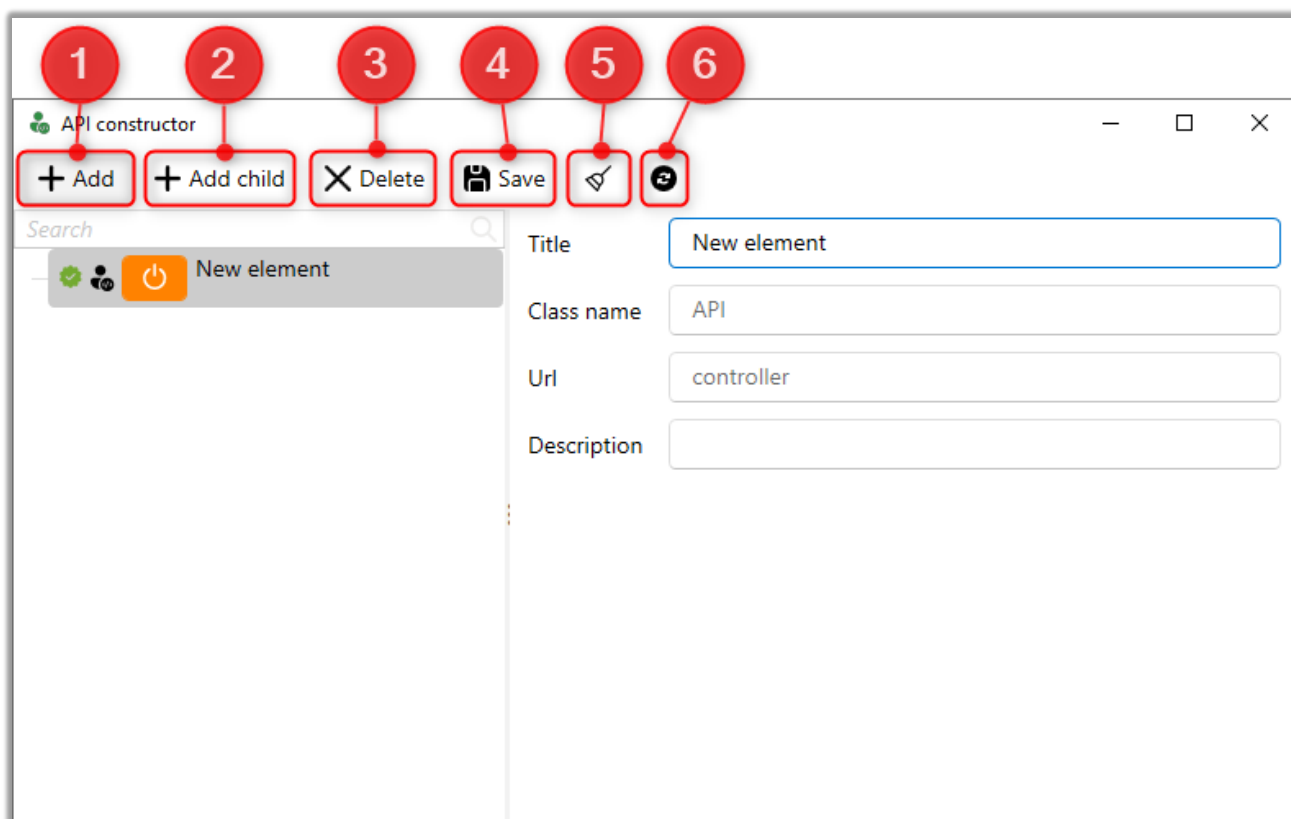 1 2 3 4 5 6
API constructor
Add Add child Delete Save
Search
New element
Title New element
Class name API
Url controller
Description